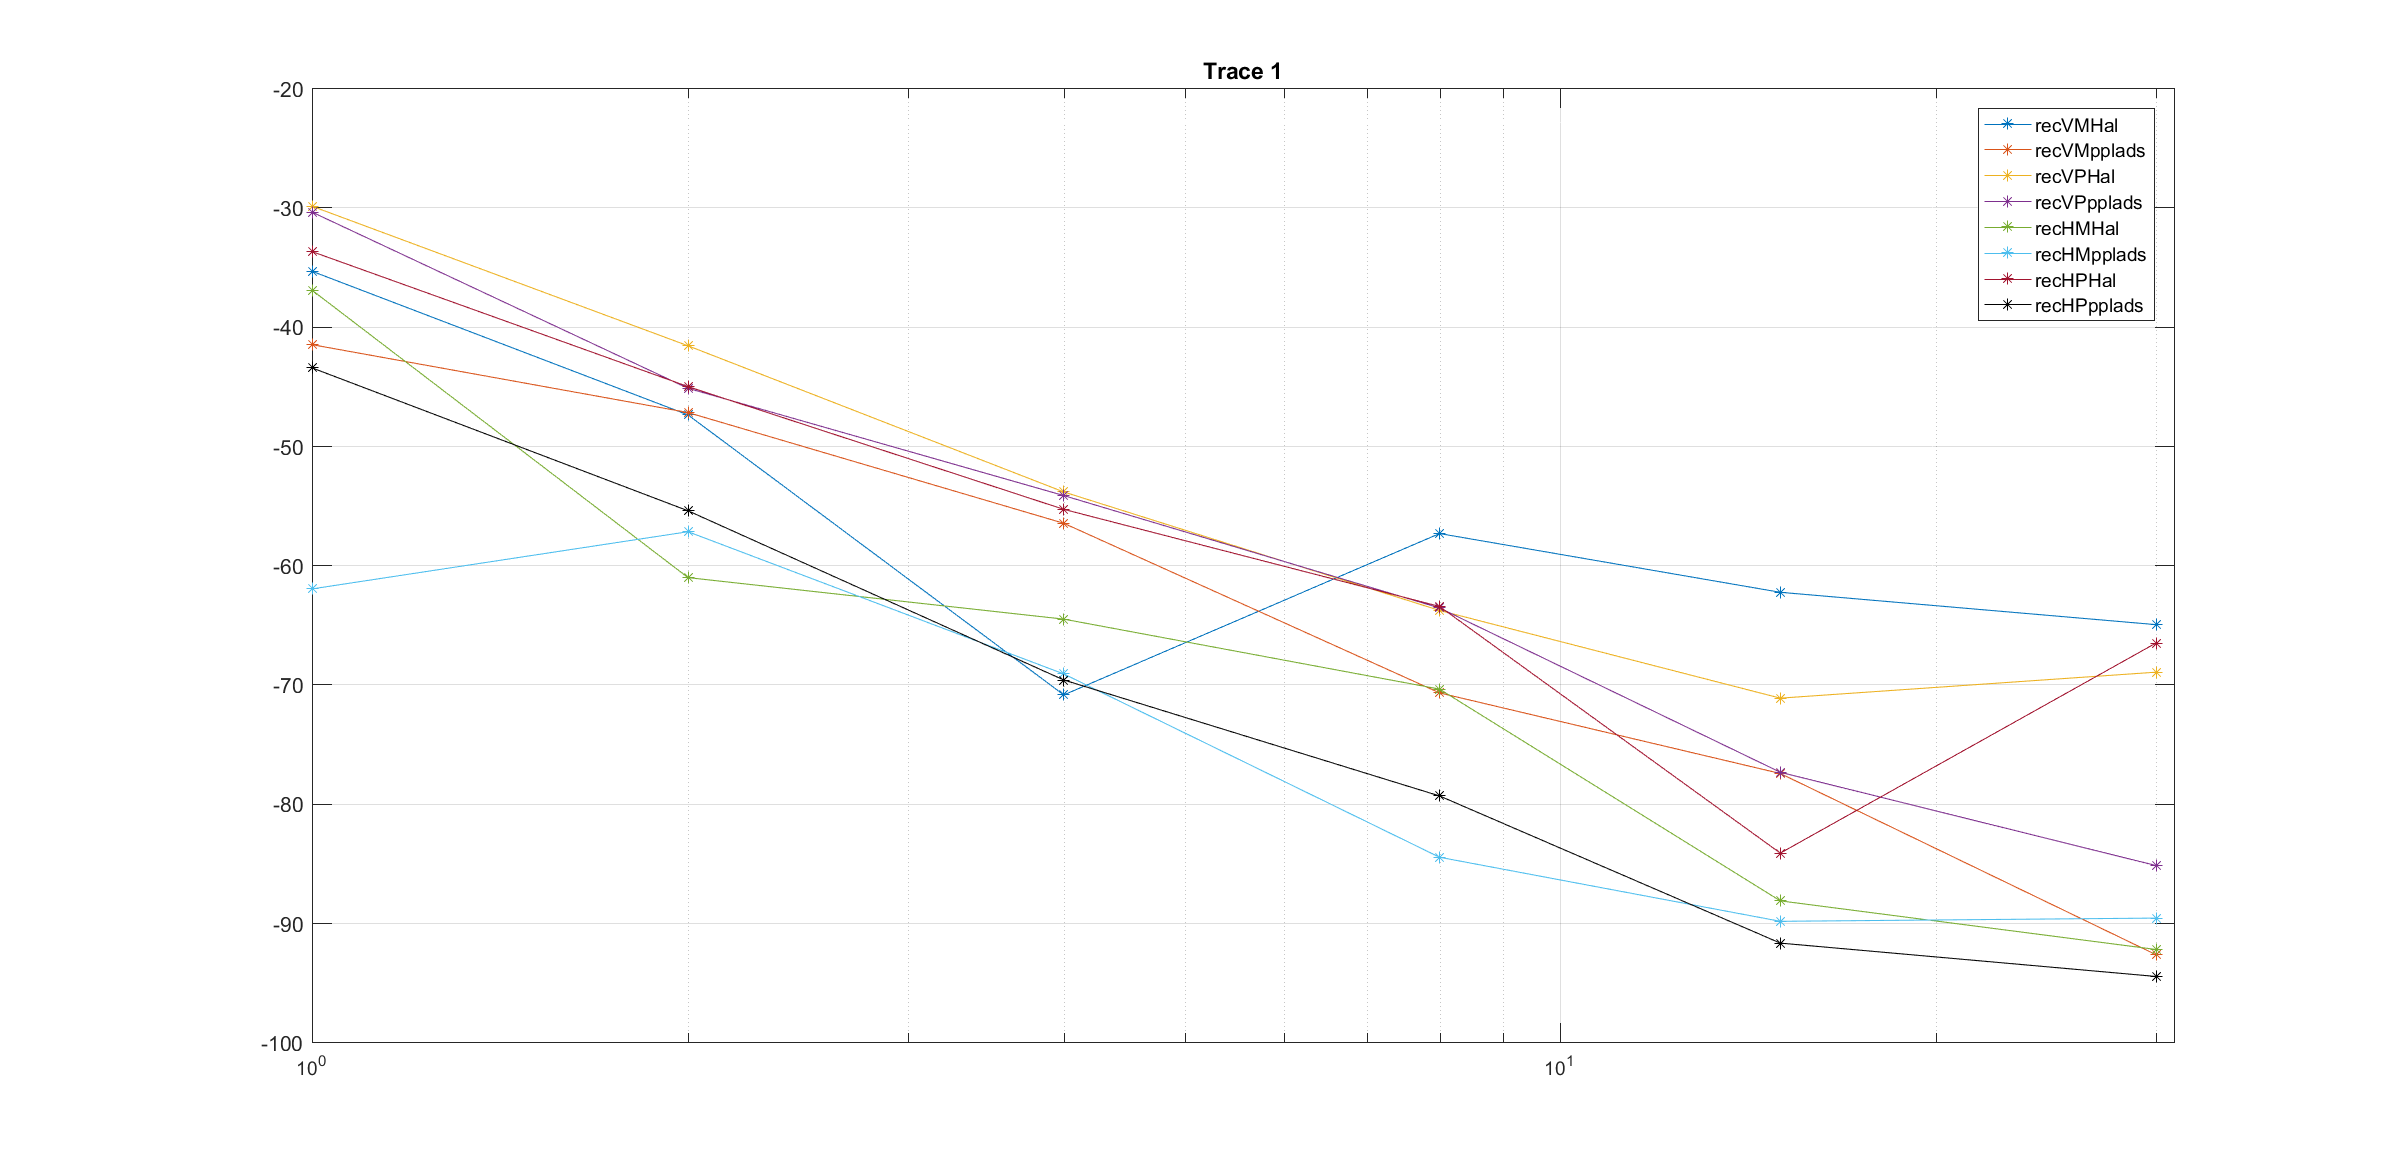 Trace 1
-20
-30
-40
-50
-60
-70
-80
-90
-100
10^0
10^1
recVMHal
recVMpplads
recVPHal
recVPpplads
recHMHal
recHMpplads
recHPHal
recHPpplads